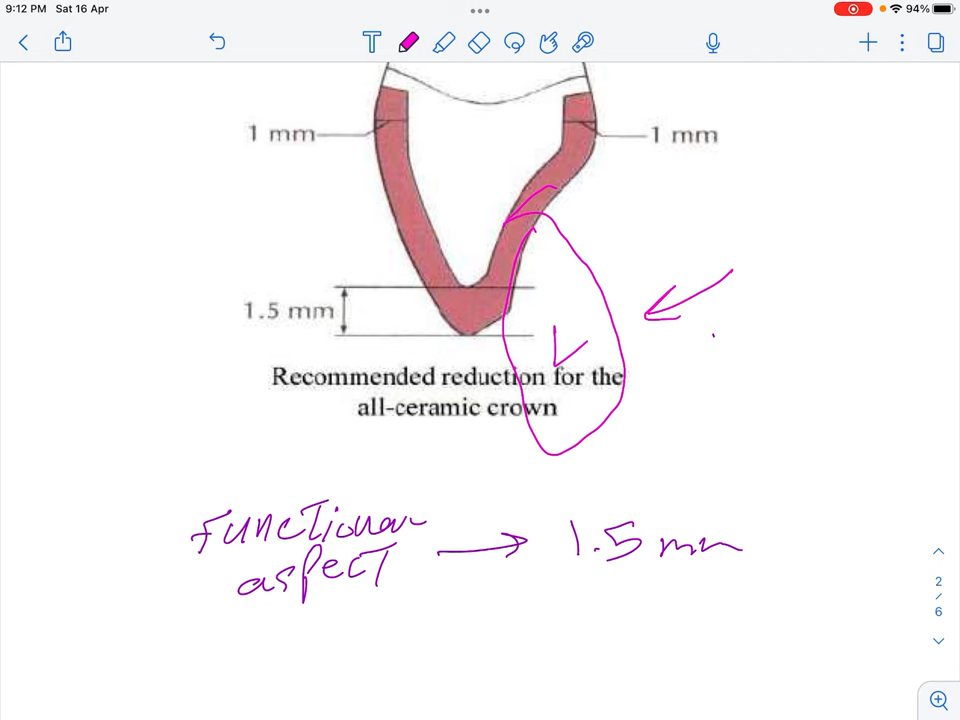 9:12 PM Sat 16 Apr
94%
T
1 mm
1 mm
1.5 mm
Recommended reduction for the
all-ceramic crown
Functional
aspect → 1.5 mm
2
/
6